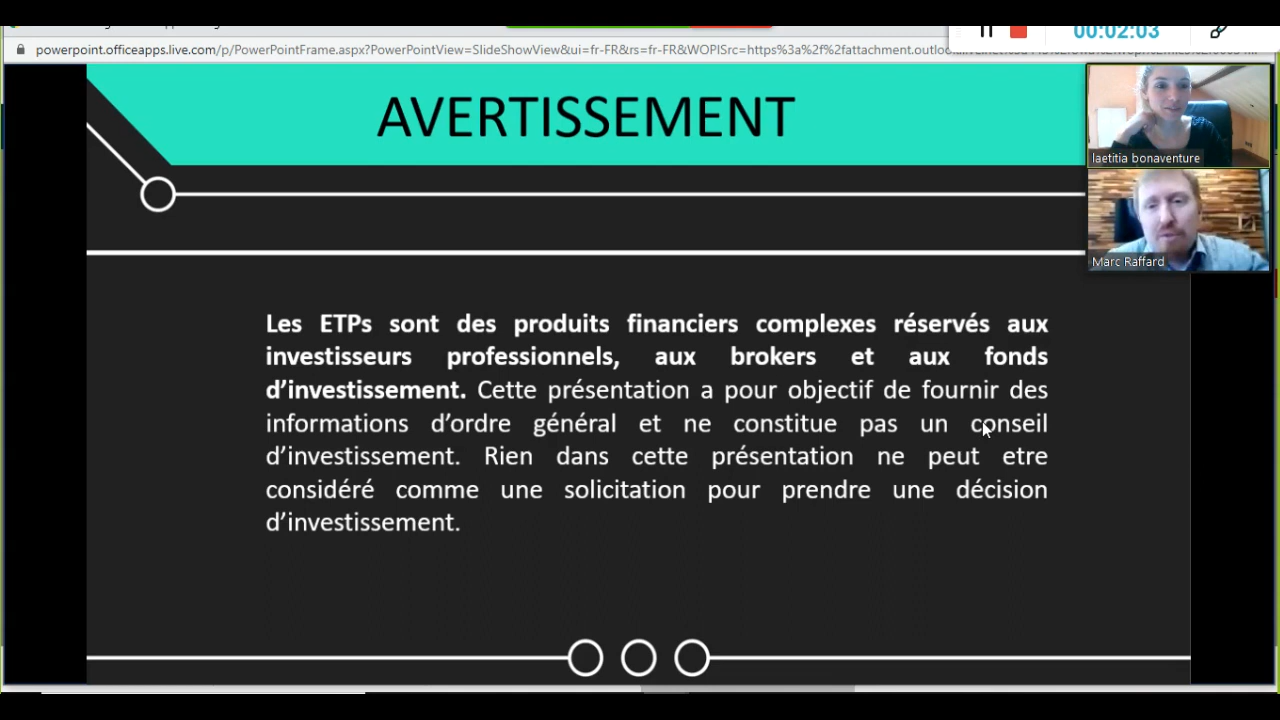 00:02:03
powerpoint.officeapps.live.com/p/PowerPointFrame.aspx?PowerPointView=SlideShowView&ui=fr-FR&rs=fr-FR&WOPISrc=https%3a%2f%2fattachment.outloo
AVERTISSEMENT
laetitia bonaventure
Marc Raffard
Les ETPs sont des produits financiers complexes réservés aux
investisseurs professionnels, aux brokers et aux fonds
d’investissement. Cette présentation a pour objectif de fournir des
informations d’ordre général et ne constitue pas un conseil
d’investissement. Rien dans cette présentation ne peut etre
considéré comme une solicitation pour prendre une décision
d’investissement.